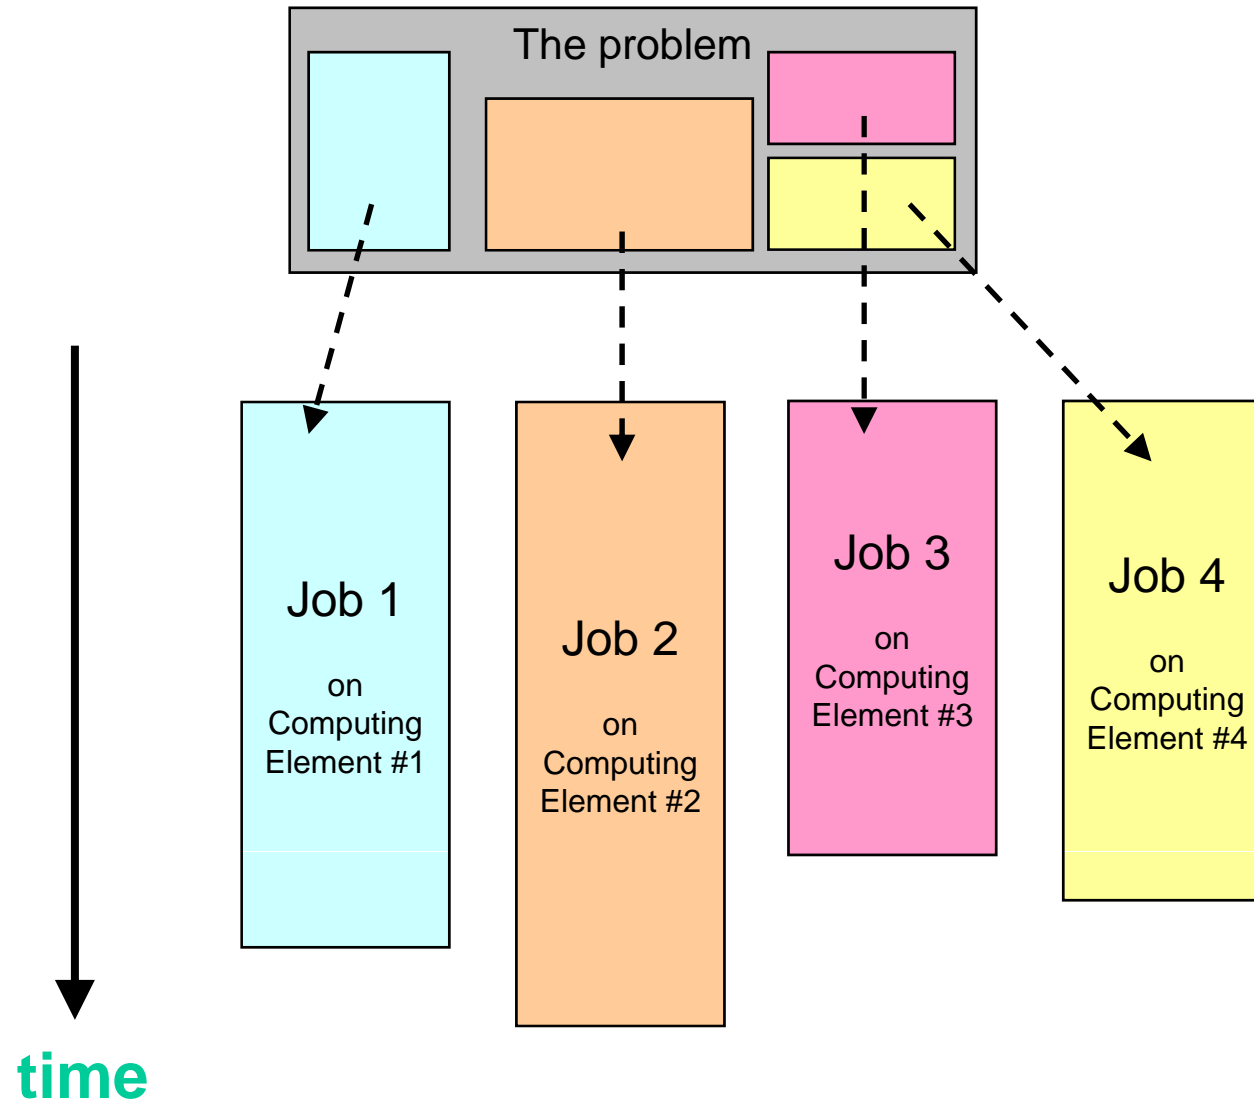 The problem
Job 1
on
Computing
Element #1
Job 2
on
Computing
Element #2
Job 3
on
Computing
Element #3
Job 4
on
Computing
Element #4
time